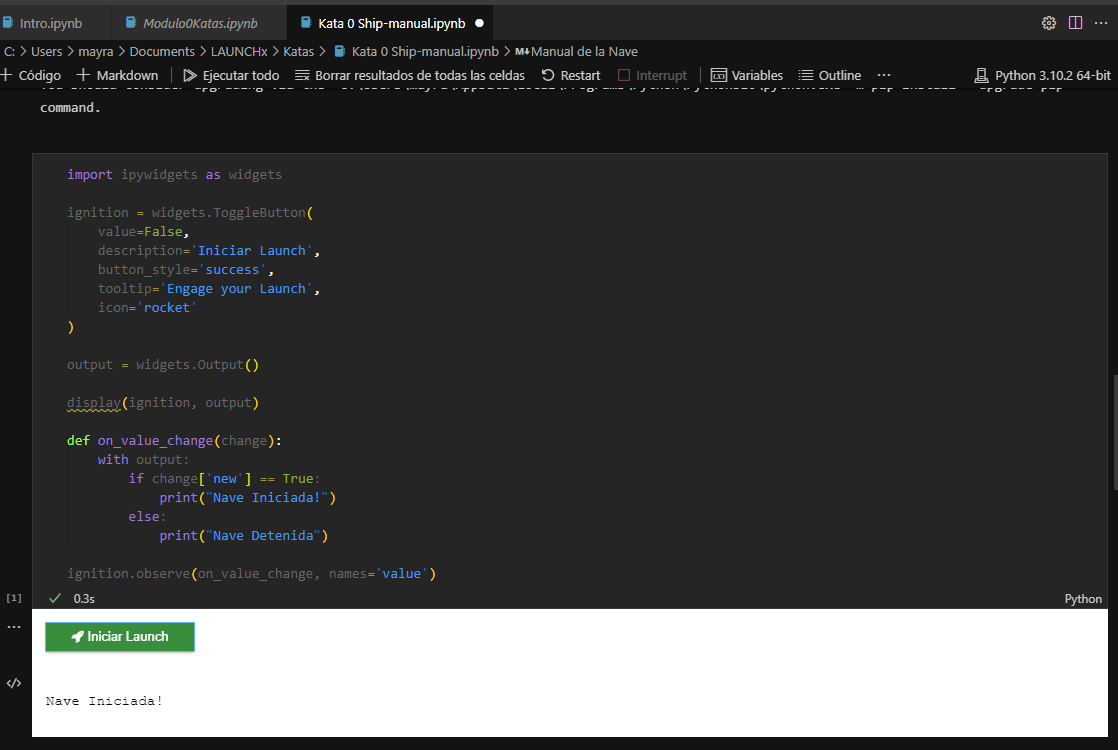 Intro.ipynb Modulo0Katas.ipynb Kata 0 Ship-manual.ipynb
C: > Users > mayra > Documents > LAUNCHx > Katas > Kata 0 Ship-manual.ipynb > M↓Manual de la Nave
+ Código + Markdown Ejecutar todo Borrar resultados de todas las celdas Restart Interrupt Variables Outline ... Python 3.10.2 64-bit
command.
import ipywidgets as widgets
ignition = widgets.ToggleButton(
value=False,
description='Iniciar Launch',
button_style='success',
tooltip='Engage your Launch',
icon='rocket'
)
output = widgets.Output()
display(ignition, output)
def on_value_change(change):
with output:
if change['new'] == True:
print("Nave Iniciada!")
else:
print("Nave Detenida")
ignition.observe(on_value_change, names='value')
[1] 0.3s Python
Iniciar Launch
Nave Iniciada!